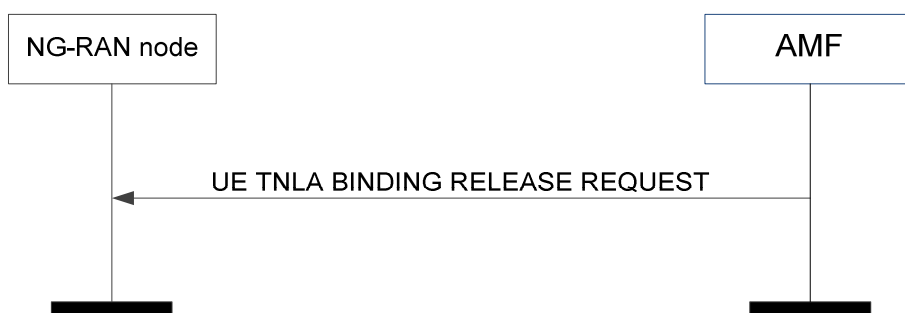 NG-RAN node
AMF
UE TNLA BINDING RELEASE REQUEST